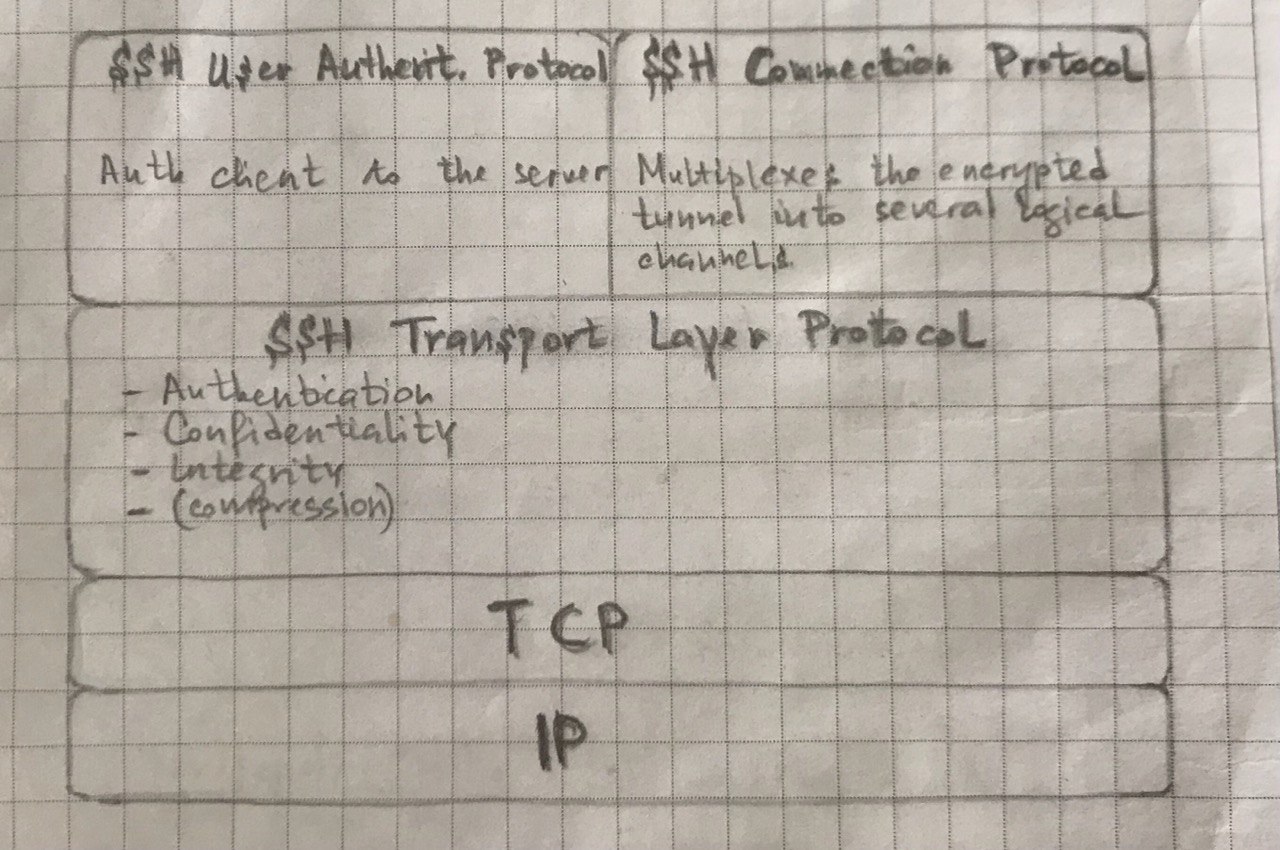 SSH User Authent. Protocol
Auth client to the server
SSH Connection Protocol
Multiplexes the encrypted
tunnel into several logical
channels.
SSH Transport Layer Protocol
- Authentication
- Confidentiality
- Integrity
- (compression)
TCP
IP